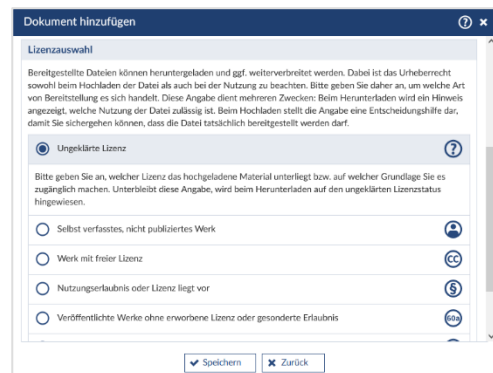 Dokument hinzufügen
Lizenzauswahl
Bereitgestellte Dateien können heruntergeladen und ggf. weiterverbreitet werden. Dabei ist das Urheberrecht
sowohl beim Hochladen der Datei als auch bei der Nutzung zu beachten. Bitte geben Sie daher an, um welche Art
von Bereitstellung es sich handelt. Diese Angabe dient mehreren Zwecken: Beim Herunterladen wird ein Hinweis
angezeigt, welche Nutzung der Datei zulässig ist. Beim Hochladen stellt die Angabe eine Entscheidungshilfe dar,
damit Sie sichergehen können, dass die Datei tatsächlich bereitgestellt werden darf.
Ungeklärte Lizenz ?
Bitte geben Sie an, welcher Lizenz das hochgeladene Material unterliegt bzw. auf welcher Grundlage Sie es
zugänglich machen. Unterbleibt diese Angabe, wird beim Herunterladen auf den ungeklärten Lizenzstatus
hingewiesen.
Selbst verfasstes, nicht publiziertes Werk
Werk mit freier Lizenz CC
Nutzungserlaubnis oder Lizenz liegt vor §
Veröffentlichte Werke ohne erworbene Lizenz oder gesonderte Erlaubnis 60a
Speichern Zurück